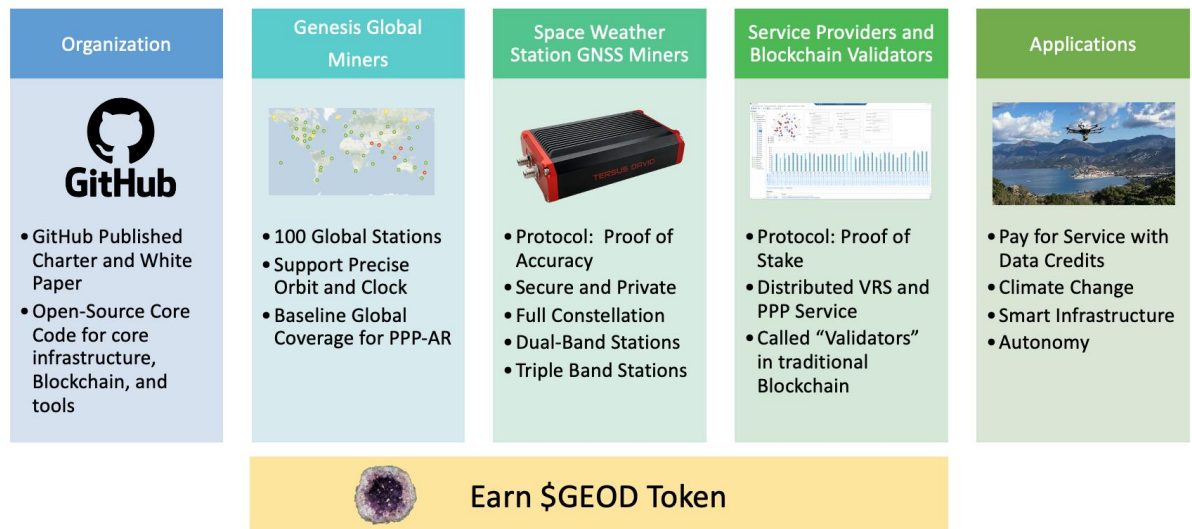 Organization
GitHub
• GitHub Published
Charter and White
Paper
• Open-Source Core
Code for core
infrastructure,
Blockchain, and
tools
Genesis Global
Miners
• 100 Global Stations
• Support Precise
Orbit and Clock
• Baseline Global
Coverage for PPP-AR
Space Weather
Station GNSS Miners
TERSUS DAVID
• Protocol: Proof of
Accuracy
• Secure and Private
• Full Constellation
• Dual-Band Stations
• Triple Band Stations
Service Providers and
Blockchain Validators
• Protocol: Proof of
Stake
• Distributed VRS and
PPP Service
• Called “Validators”
in traditional
Blockchain
Applications
• Pay for Service with
Data Credits
• Climate Change
• Smart Infrastructure
• Autonomy
Earn $GEOD Token